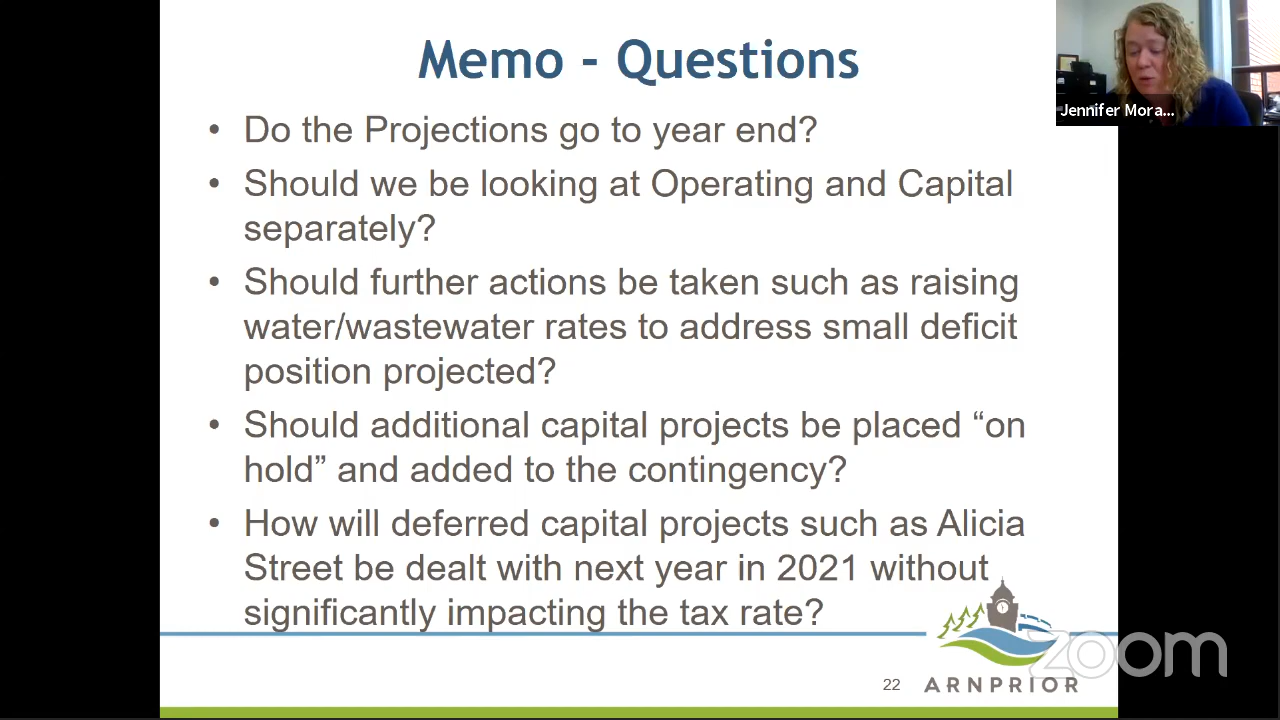 Memo - Questions
Jennifer Mora...
• Do the Projections go to year end?
• Should we be looking at Operating and Capital
separately?
• Should further actions be taken such as raising
water/wastewater rates to address small deficit
position projected?
• Should additional capital projects be placed “on
hold” and added to the contingency?
• How will deferred capital projects such as Alicia
Street be dealt with next year in 2021 without
significantly impacting the tax rate?
zoom
22
ARNPRIOR